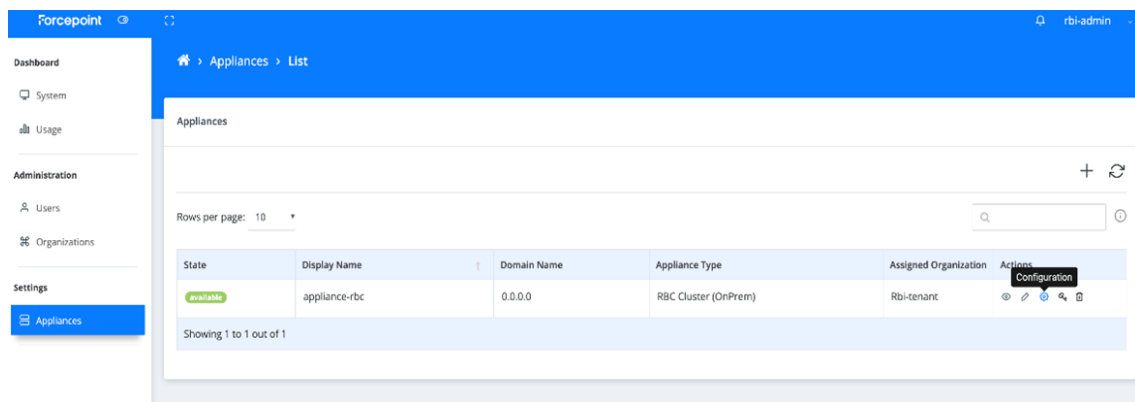 Forcepoint
rbi-admin
Dashboard
System
Usage
Administration
Users
Organizations
Settings
Appliances
Appliances > List
Appliances
Rows per page: 10
State Display Name Domain Name Appliance Type Assigned Organization Actions
Configuration
available appliance-rbc 0.0.0.0 RBC Cluster (OnPrem) Rbi-tenant
Showing 1 to 1 out of 1